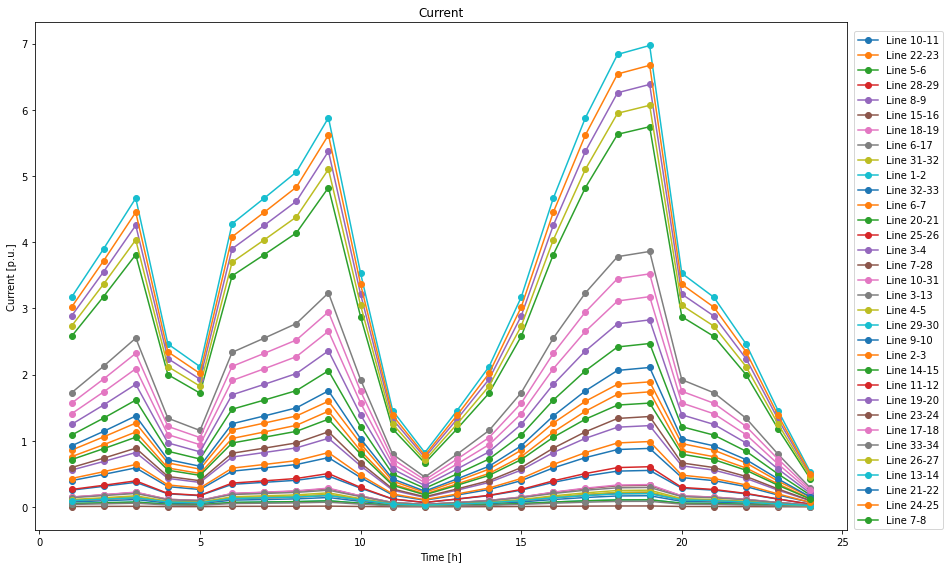 Current
7
6
5
4
3
2
1
0
Current [p.u.]
0
5
10
15
20
25
Time [h]
Line 10-11
Line 22-23
Line 5-6
Line 28-29
Line 8-9
Line 15-16
Line 18-19
Line 6-17
Line 31-32
Line 1-2
Line 32-33
Line 6-7
Line 20-21
Line 25-26
Line 3-4
Line 7-28
Line 10-31
Line 3-13
Line 4-5
Line 29-30
Line 9-10
Line 2-3
Line 14-15
Line 11-12
Line 19-20
Line 23-24
Line 17-18
Line 33-34
Line 26-27
Line 13-14
Line 21-22
Line 24-25
Line 7-8